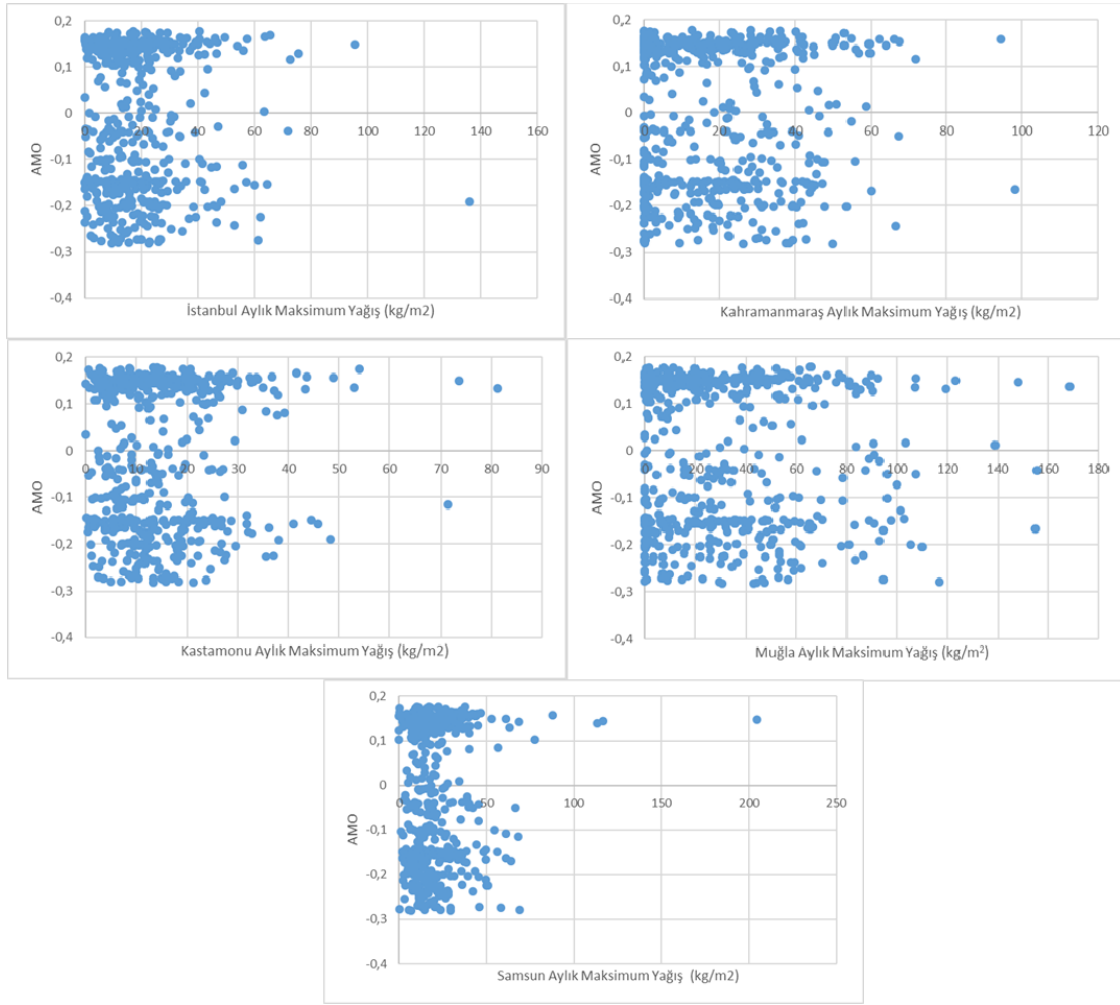 0,2
0,1
0
-0,1
-0,2
-0,3
-0,4
AMO
0 20 40 60 80 100 120 140 160
İstanbul Aylık Maksimum Yağış (kg/m2)
0,2
0,1
0
-0,1
-0,2
-0,3
-0,4
AMO
0 20 40 60 80 100 120
Kahramanmaraş Aylık Maksimum Yağış (kg/m2)
0,2
0,1
0
-0,1
-0,2
-0,3
-0,4
AMO
0 10 20 30 40 50 60 70 80 90
Kastamonu Aylık Maksimum Yağış (kg/m2)
0,2
0,1
0
-0,1
-0,2
-0,3
-0,4
AMO
0 20 40 60 80 100 120 140 160 180
Muğla Aylık Maksimum Yağış (kg/m²)
0,2
0,1
0
-0,1
-0,2
-0,3
-0,4
AMO
0 50 100 150 200 250
Samsun Aylık Maksimum Yağış (kg/m2)